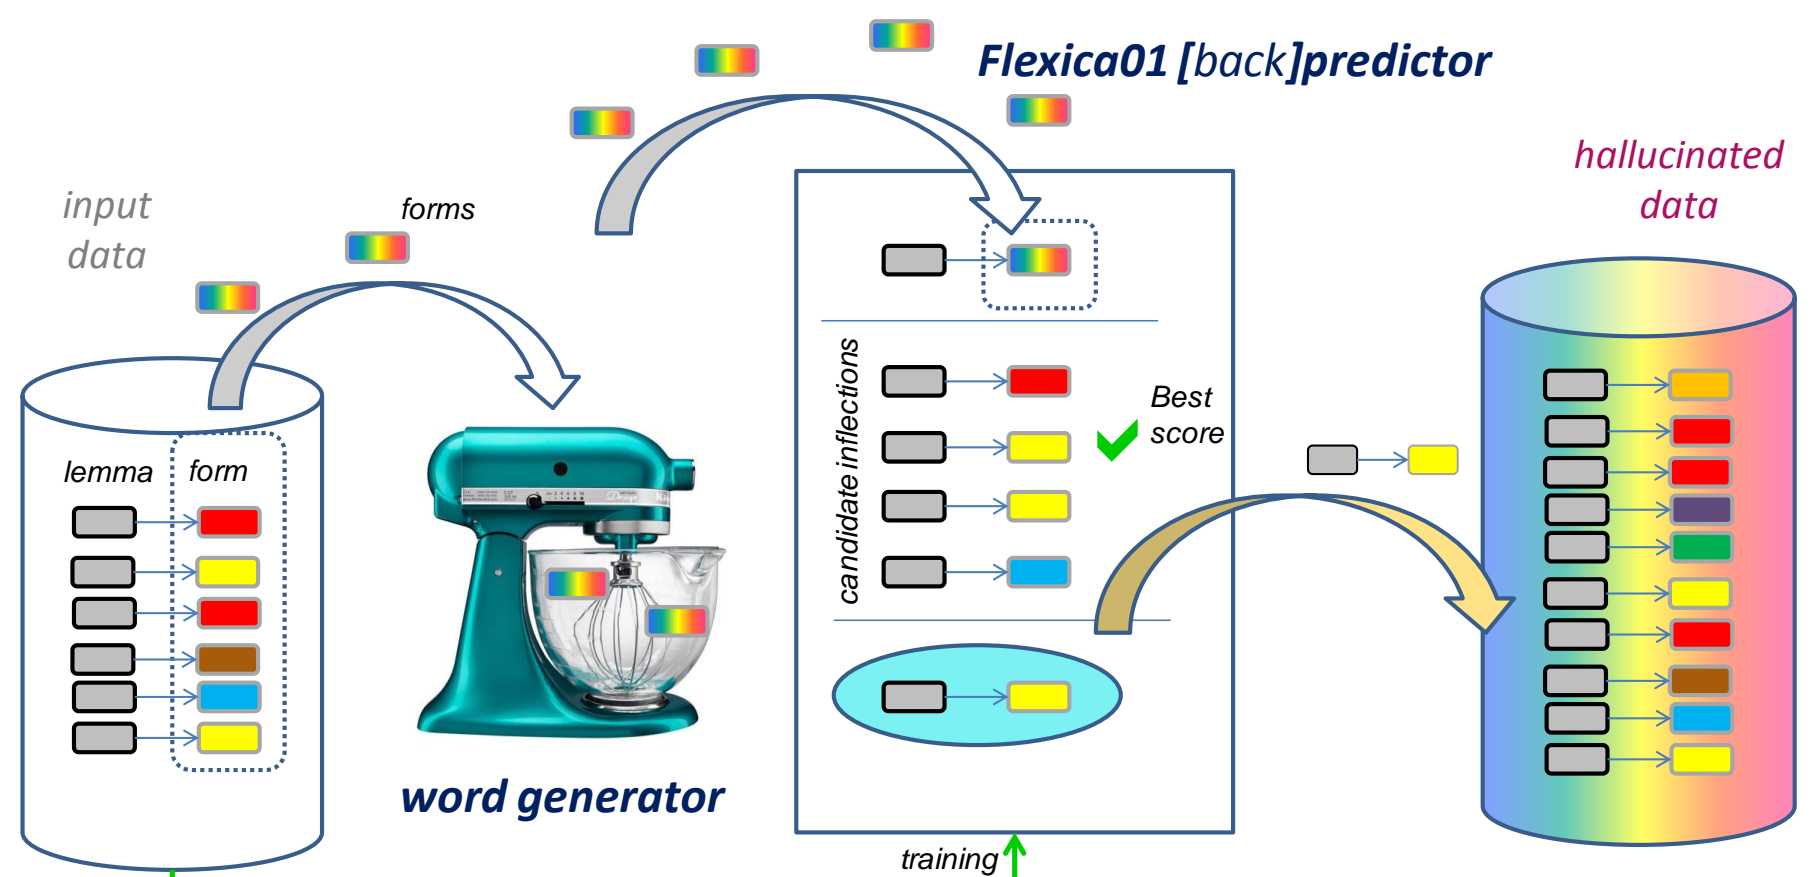 Flexica01 [back]predictor
hallucinated
data
input
data
forms
lemma form
candidate inflections
Best
score
word generator
training